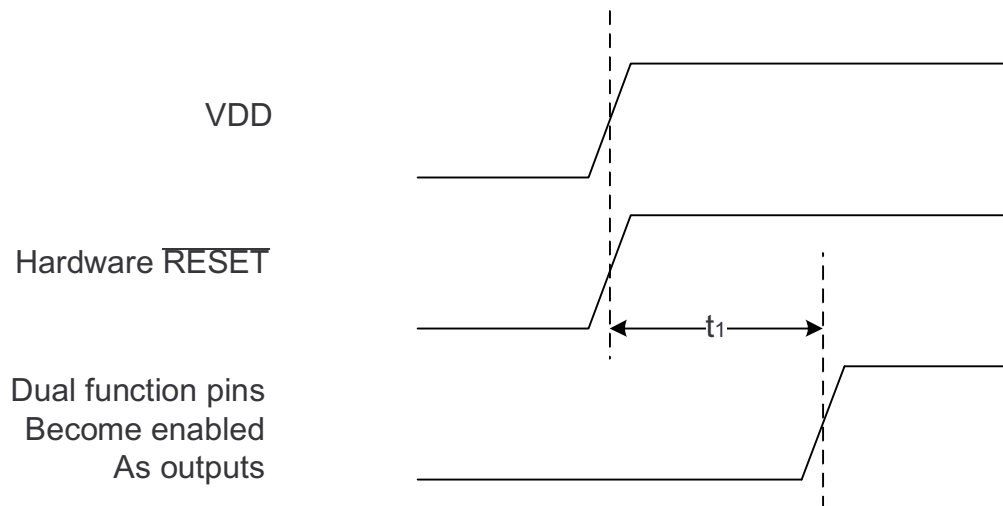 VDD
Hardware RESET
t1
Dual function pins
Become enabled
As outputs